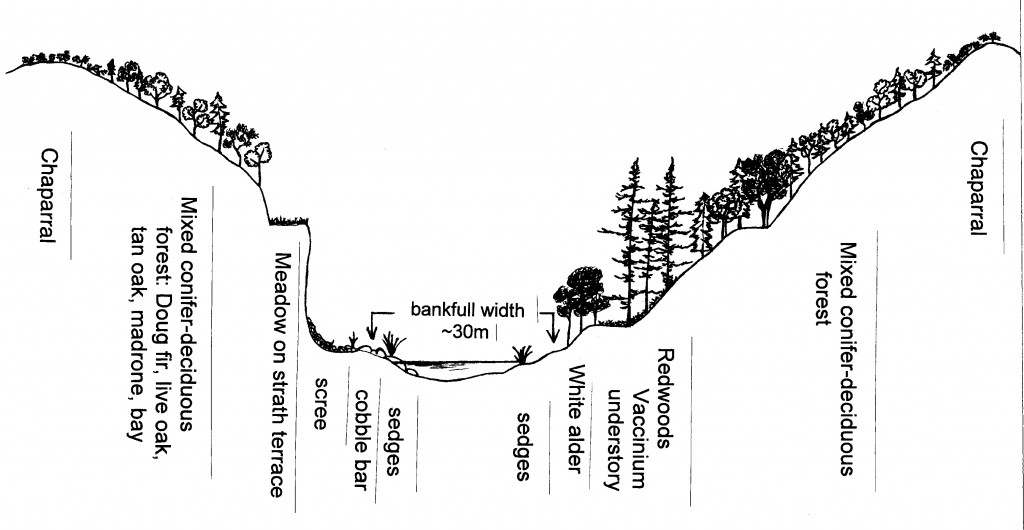 Chaparral
Mixed conifer-deciduous
forest: Doug fir, live oak,
tan oak, madrone, bay
Meadow on strath terrace
scree
cobble bar
sedges
bankfull width
~30m
sedges
White alder
Redwoods
Vaccinium
understory
Mixed conifer-deciduous
forest
Chaparral